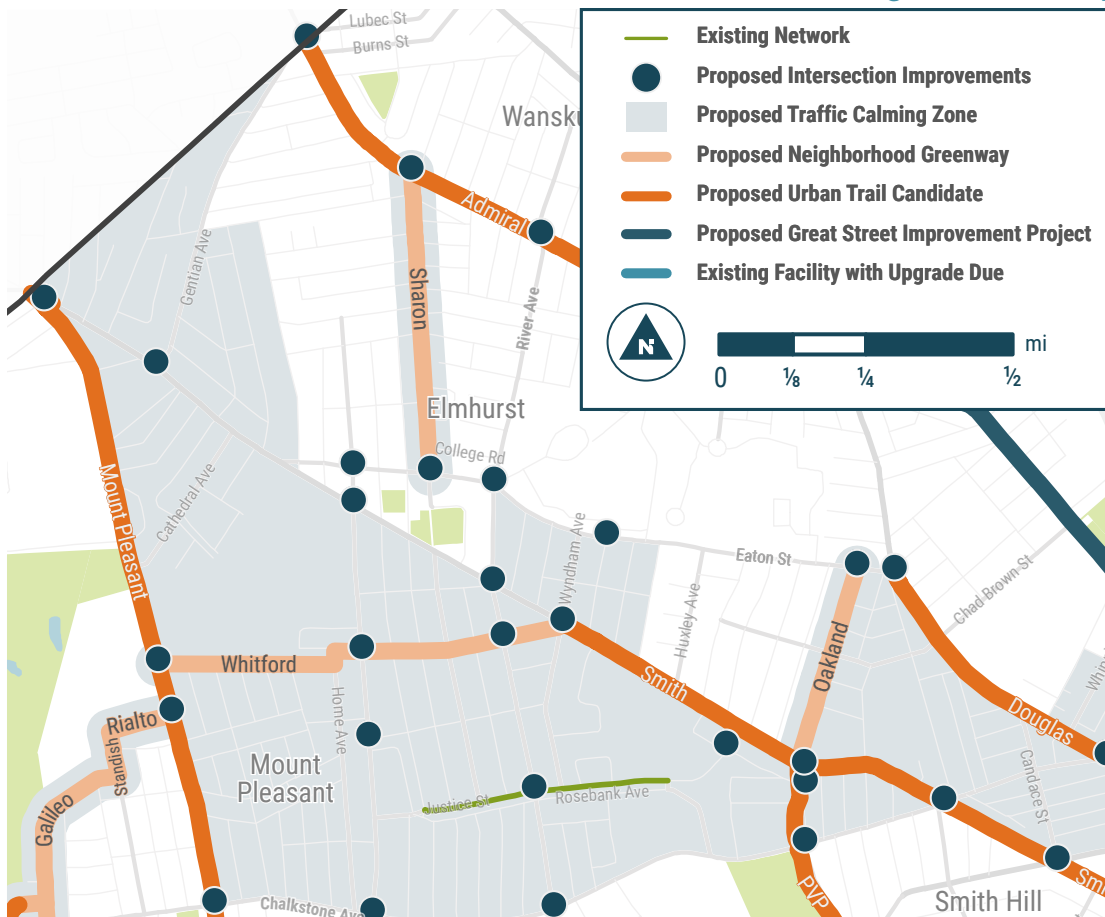 Lubec St
Burns St
Wansku
Existing Network
Proposed Intersection Improvements
Proposed Traffic Calming Zone
Proposed Neighborhood Greenway
Proposed Urban Trail Candidate
Proposed Great Street Improvement Project
Existing Facility with Upgrade Due
N
mi
0
⅛
¼
½
Admiral
Gentian Ave
Sharon
River Ave
Elmhurst
College Rd
Mount Pleasant
Cathedral Ave
Wyndham Ave
Eaton St
Huxley Ave
Chad Brown St
Oakland
Whitford
Smith
Whip
Rialto
Standish
Home Ave
Douglas
Mount
Pleasant
Justice St
Rosebank Ave
Candace St
Galileo
PVP
Smi
Chalkstone Ave
Smith Hill